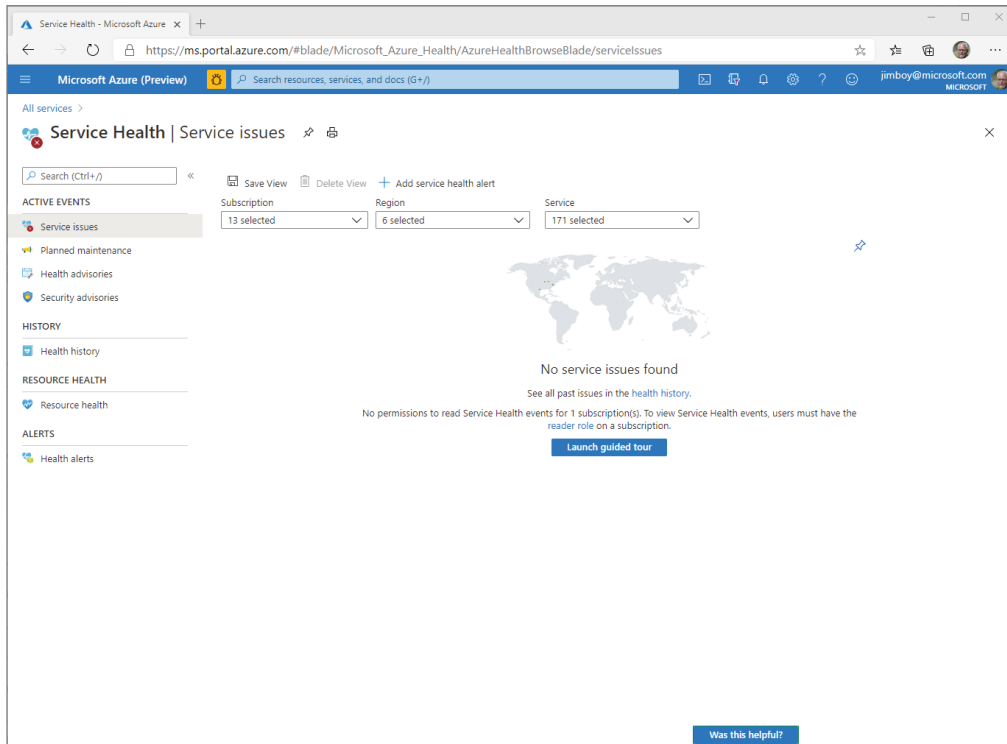 Service Health - Microsoft Azure
https://ms.portal.azure.com/#blade/Microsoft_Azure_Health/AzureHealthBrowseBlade/serviceIssues
Microsoft Azure (Preview)
Search resources, services, and docs (G+/)
jimboy@microsoft.com
MICROSOFT
All services >
Service Health | Service issues
Search (Ctrl+/)
«
Save View
Delete View
Add service health alert
ACTIVE EVENTS
Service issues
Planned maintenance
Health advisories
Security advisories
HISTORY
Health history
RESOURCE HEALTH
Resource health
ALERTS
Health alerts
Subscription
Region
Service
13 selected
6 selected
171 selected
No service issues found
See all past issues in the health history.
No permissions to read Service Health events for 1 subscription(s). To view Service Health events, users must have the
reader role on a subscription.
Launch guided tour
Was this helpful?